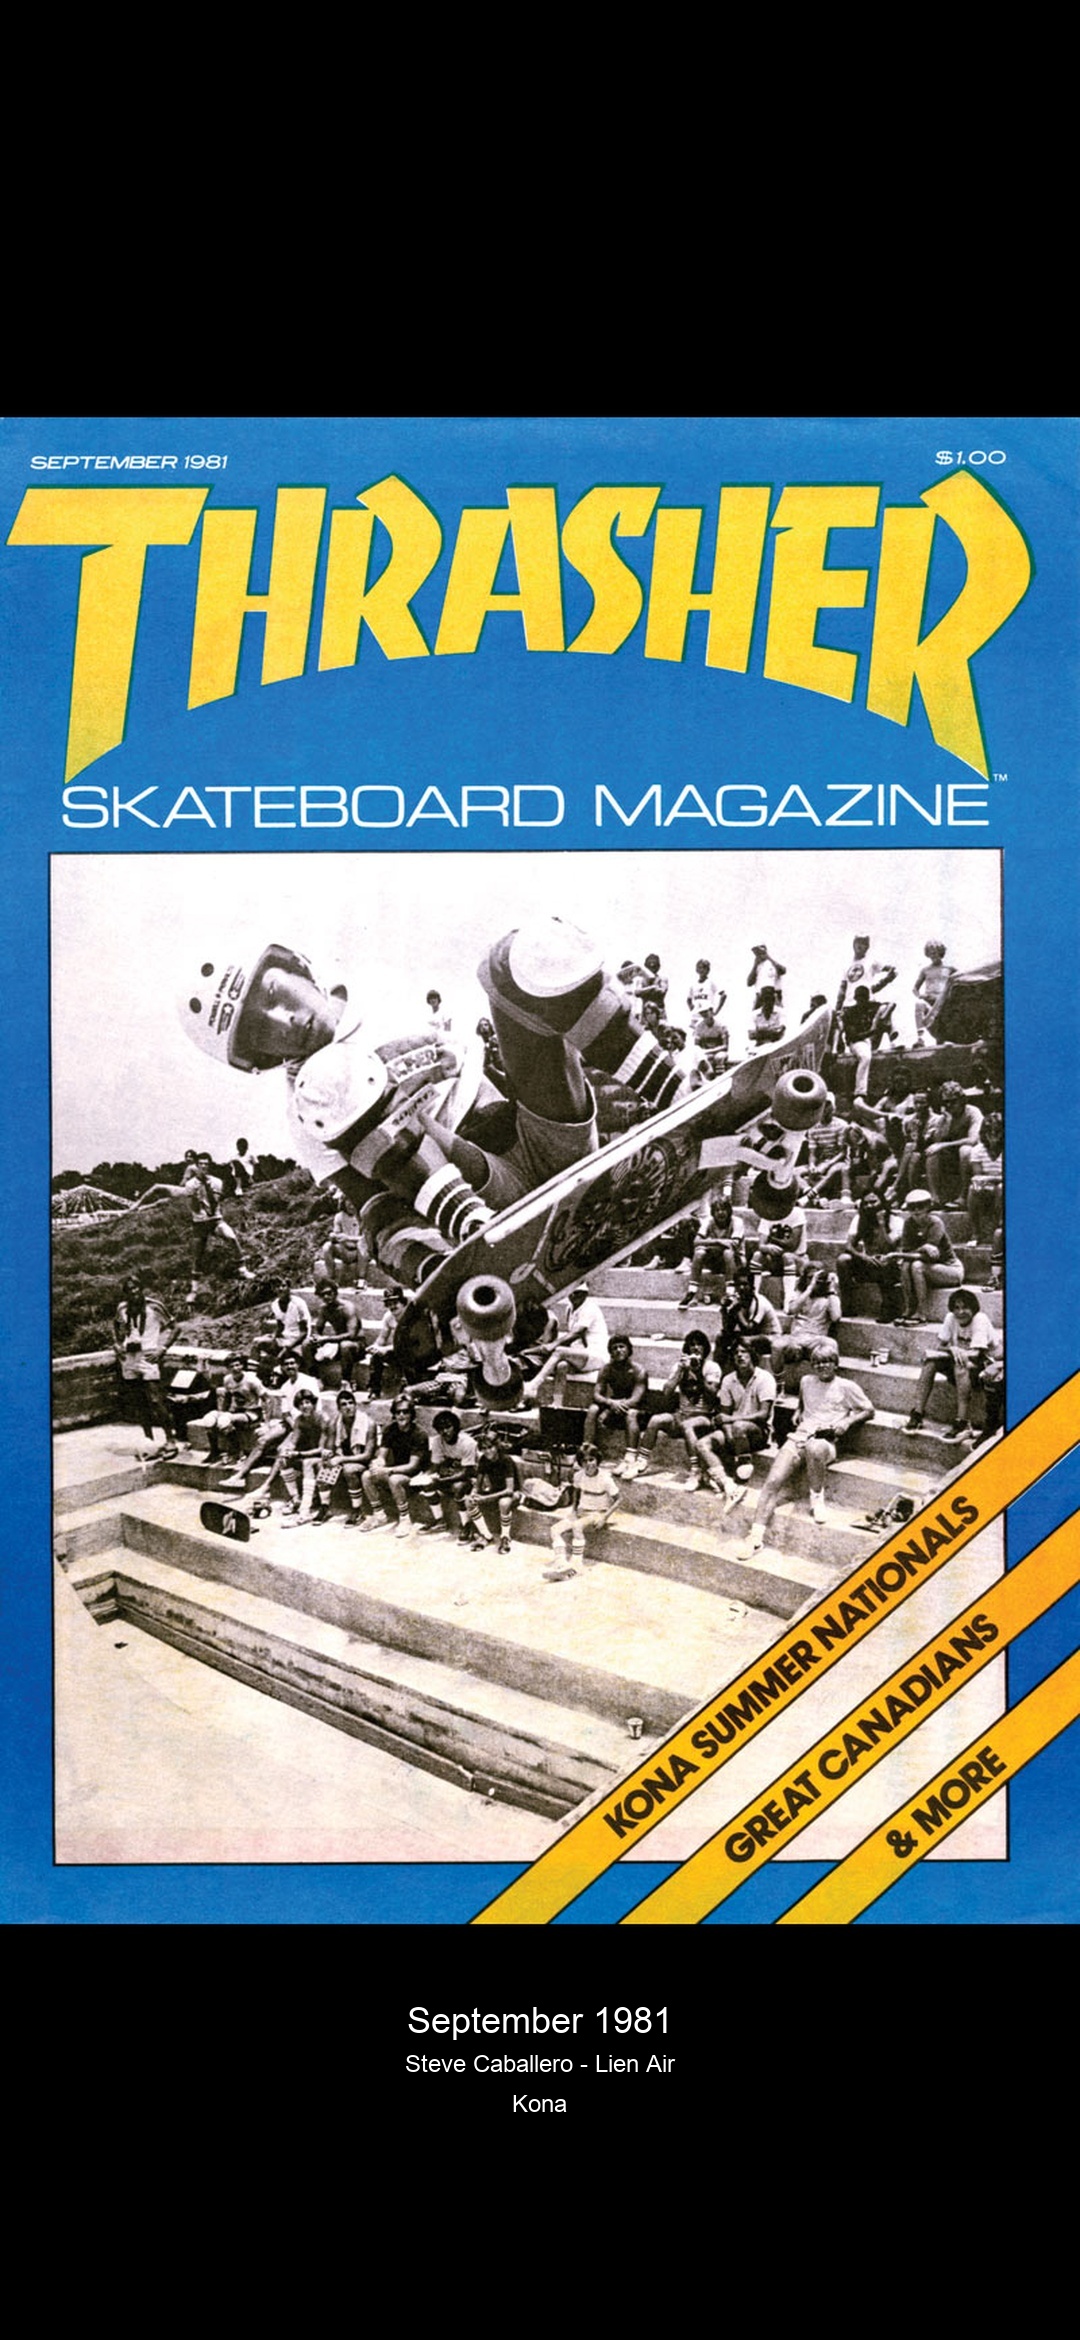 SEPTEMBER 1981
$1.00
THRASHER
TM
SKATEBOARD MAGAZINE
KONA SUMMER NATIONALS
GREAT CANADIANS
& MORE
September 1981
Steve Caballero - Lien Air
Kona